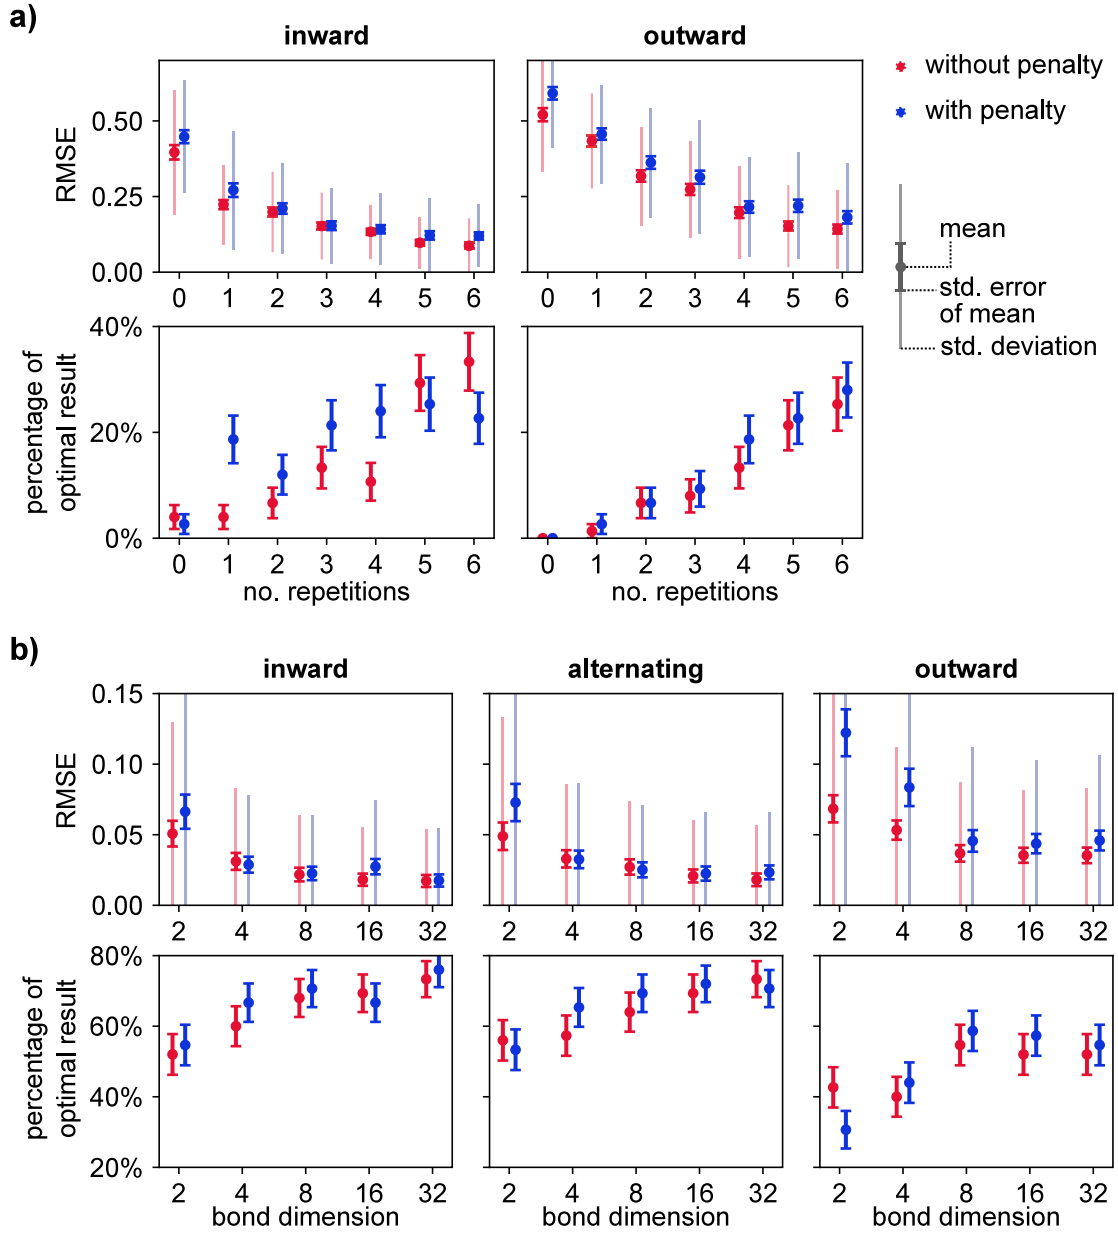 a)
inward
outward
without penalty
with penalty
RMSE
0.50
0.25
0.00
0 1 2 3 4 5 6
0 1 2 3 4 5 6
mean
std. error
of mean
std. deviation
percentage of
optimal result
40%
20%
0%
0 1 2 3 4 5 6
0 1 2 3 4 5 6
no. repetitions
no. repetitions
b)
inward
alternating
outward
RMSE
0.15
0.10
0.05
0.00
2 4 8 16 32
2 4 8 16 32
2 4 8 16 32
percentage of
optimal result
80%
60%
40%
20%
2 4 8 16 32
2 4 8 16 32
2 4 8 16 32
bond dimension
bond dimension
bond dimension